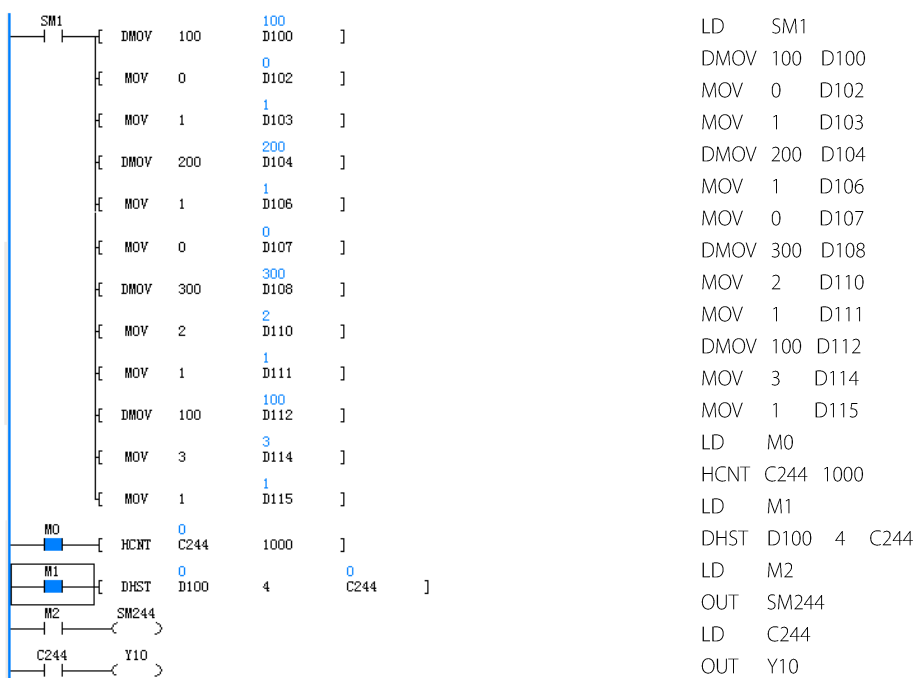 SM1
100
DMOV 100 D100 ]
0
MOV 0 D102 ]
1
MOV 1 D103 ]
200
DMOV 200 D104 ]
1
MOV 1 D106 ]
0
MOV 0 D107 ]
300
DMOV 300 D108 ]
2
MOV 2 D110 ]
1
MOV 1 D111 ]
100
DMOV 100 D112 ]
3
MOV 3 D114 ]
1
MOV 1 D115 ]
M0 0
HCNT C244 1000 ]
M1 0 0
DHST D100 4 C244 ]
M2 SM244
C244 Y10
LD SM1
DMOV 100 D100
MOV 0 D102
MOV 1 D103
DMOV 200 D104
MOV 1 D106
MOV 0 D107
DMOV 300 D108
MOV 2 D110
MOV 1 D111
DMOV 100 D112
MOV 3 D114
MOV 1 D115
LD M0
HCNT C244 1000
LD M1
DHST D100 4 C244
LD M2
OUT SM244
LD C244
OUT Y10